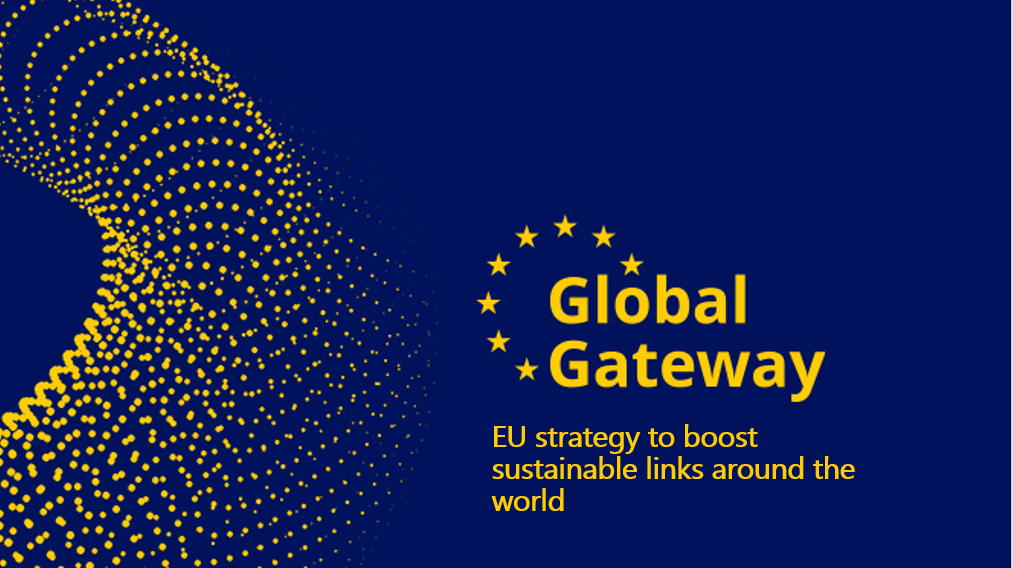 Global
Gateway
EU strategy to boost
sustainable links around the
world